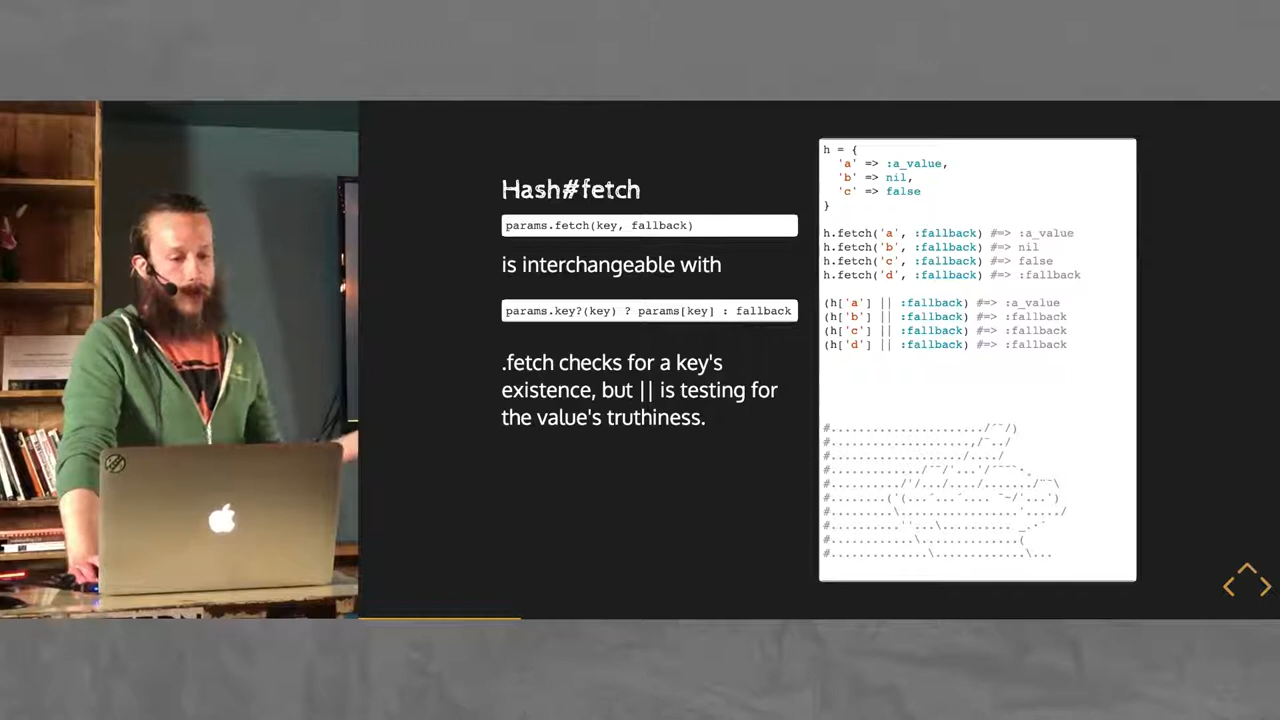 Hash#fetch
params.fetch(key, fallback)
is interchangeable with
params.key?(key) ? params[key] : fallback
.fetch checks for a key's
existence, but || is testing for
the value's truthiness.
h = {
  'a' => :a_value,
  'b' => nil,
  'c' => false
}
h.fetch('a', :fallback) #=> :a_value
h.fetch('b', :fallback) #=> nil
h.fetch('c', :fallback) #=> false
h.fetch('d', :fallback) #=> :fallback
(h['a'] || :fallback) #=> :a_value
(h['b'] || :fallback) #=> :fallback
(h['c'] || :fallback) #=> :fallback
(h['d'] || :fallback) #=> :fallback